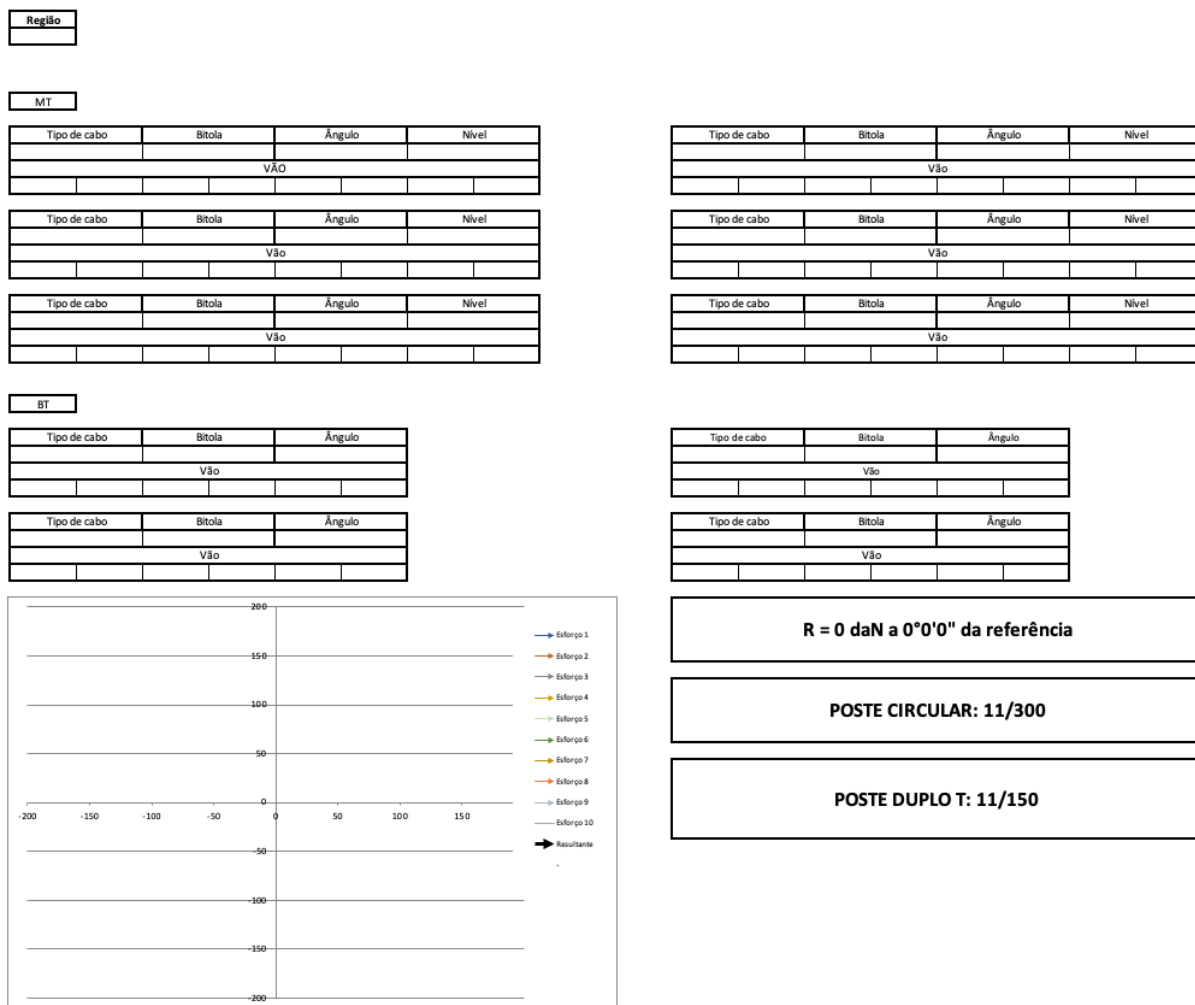 Região
MT
Tipo de cabo Bitola Ângulo Nível
VÃO
Tipo de cabo Bitola Ângulo Nível
Vão
Tipo de cabo Bitola Ângulo Nível
Vão
Tipo de cabo Bitola Ângulo Nível
Vão
Tipo de cabo Bitola Ângulo Nível
Vão
Tipo de cabo Bitola Ângulo Nível
Vão
BT
Tipo de cabo Bitola Ângulo
Vão
Tipo de cabo Bitola Ângulo
Vão
Tipo de cabo Bitola Ângulo
Vão
Tipo de cabo Bitola Ângulo
Vão
200
150
100
50
0
-200 -150 -100 -50 0 50 100 150
-50
-100
-150
-200
Esforço 1
Esforço 2
Esforço 3
Esforço 4
Esforço 5
Esforço 6
Esforço 7
Esforço 8
Esforço 9
Esforço 10
Resultante
-
R = 0 daN a 0°0'0" da referência
POSTE CIRCULAR: 11/300
POSTE DUPLO T: 11/150